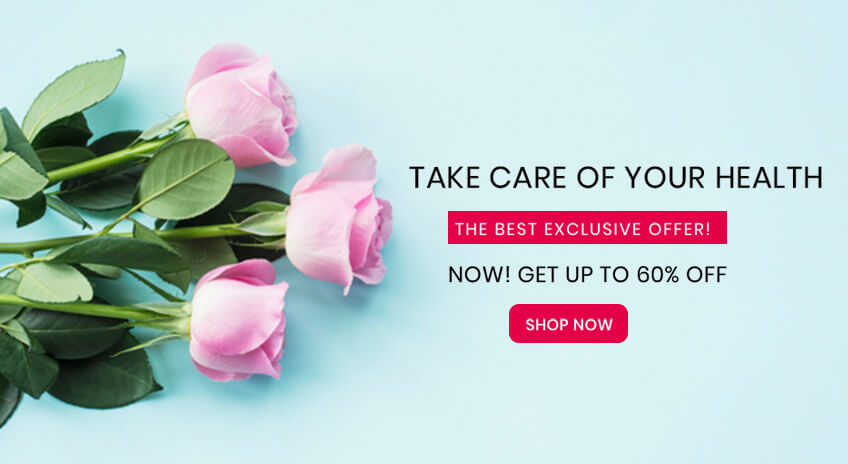 TAKE CARE OF YOUR HEALTH
THE BEST EXCLUSIVE OFFER!
NOW! GET UP TO 60% OFF
SHOP NOW